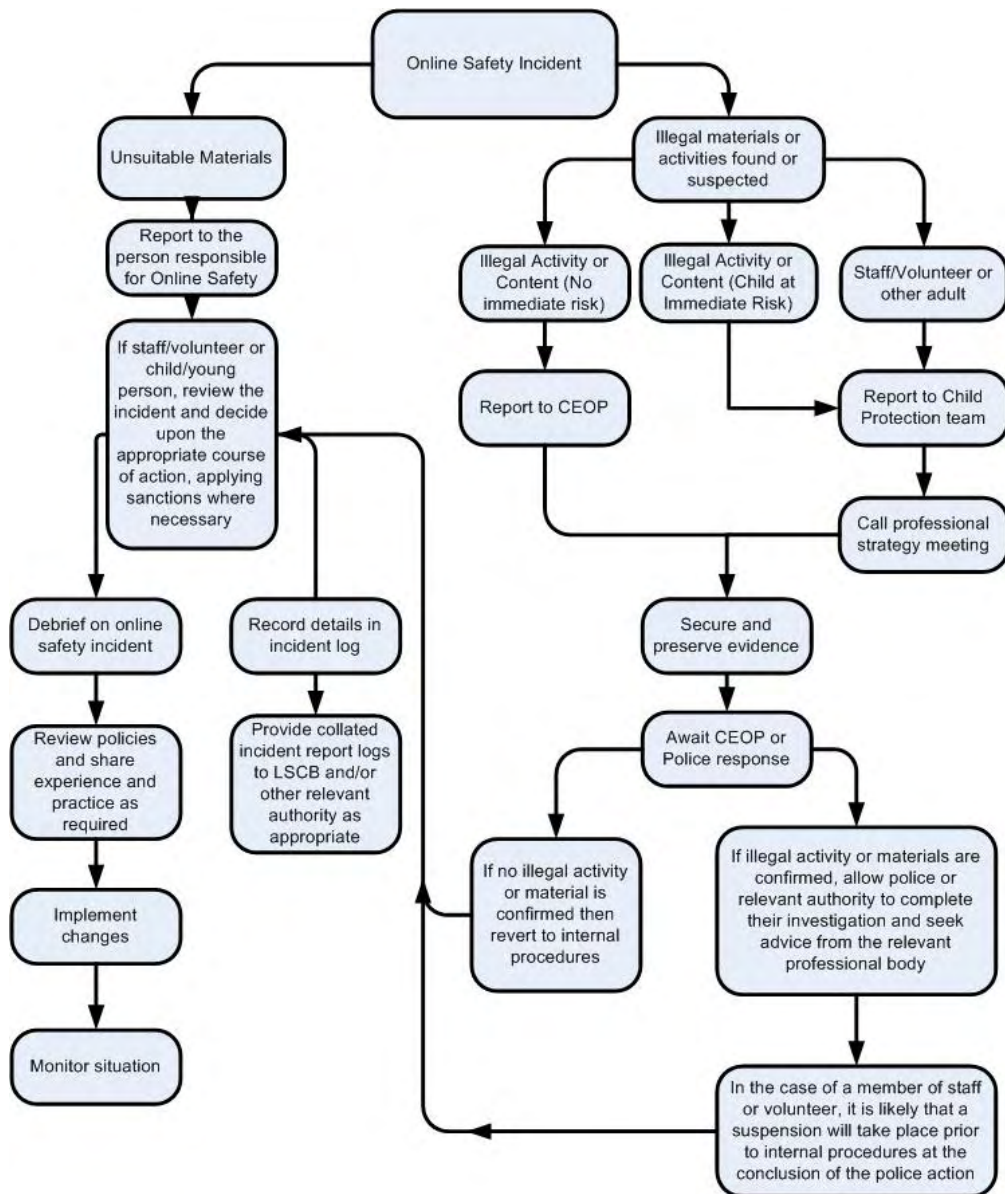 Online Safety Incident
Unsuitable Materials
Illegal materials or
activities found or
suspected
Report to the
person responsible
for Online Safety
Illegal Activity or
Content (No
immediate risk)
Illegal Activity or
Content (Child at
Immediate Risk)
Staff/Volunteer or
other adult
If staff/volunteer or
child/young
person, review the
incident and decide
upon the
appropriate course
of action, applying
sanctions where
necessary
Report to CEOP
Report to Child
Protection team
Call professional
strategy meeting
Debrief on online
safety incident
Record details in
incident log
Secure and
preserve evidence
Review policies
and share
experience and
practice as
required
Provide collated
incident report logs
to LSCB and/or
other relevant
authority as
appropriate
Await CEOP or
Police response
If no illegal activity
or material is
confirmed then
revert to internal
procedures
If illegal activity or materials are
confirmed, allow police or
relevant authority to complete
their investigation and seek
advice from the relevant
professional body
Implement
changes
Monitor situation
In the case of a member of staff
or volunteer, it is likely that a
suspension will take place prior
to internal procedures at the
conclusion of the police action